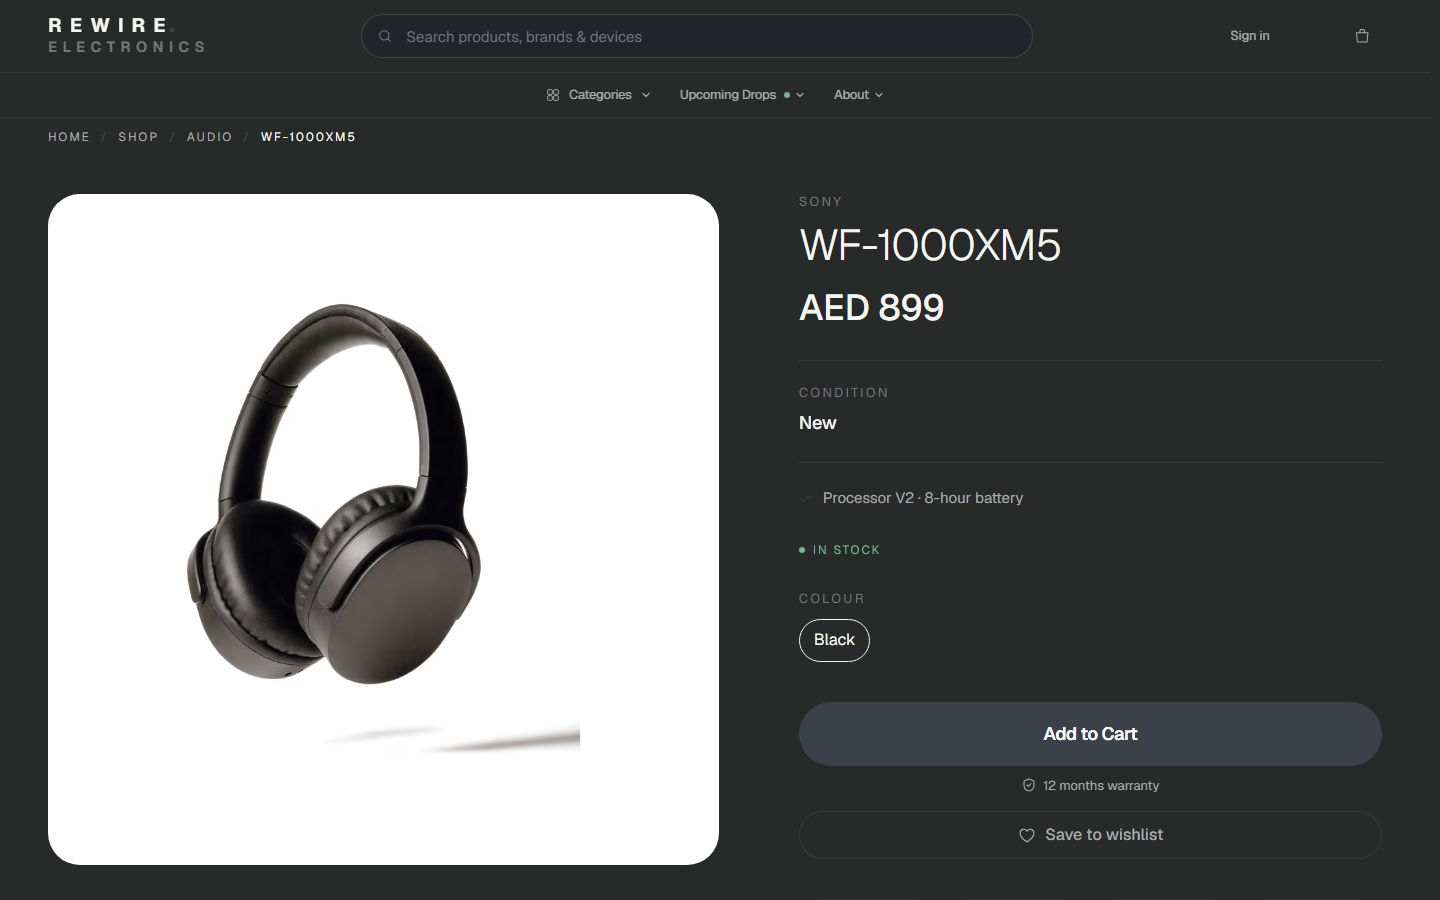 REWIRE.
ELECTRONICS
Search products, brands & devices
Sign in
Categories
Upcoming Drops
About
HOME / SHOP / AUDIO / WF-1000XM5
SONY
WF-1000XM5
AED 899
CONDITION
New
Processor V2 · 8-hour battery
IN STOCK
COLOUR
Black
Add to Cart
12 months warranty
Save to wishlist